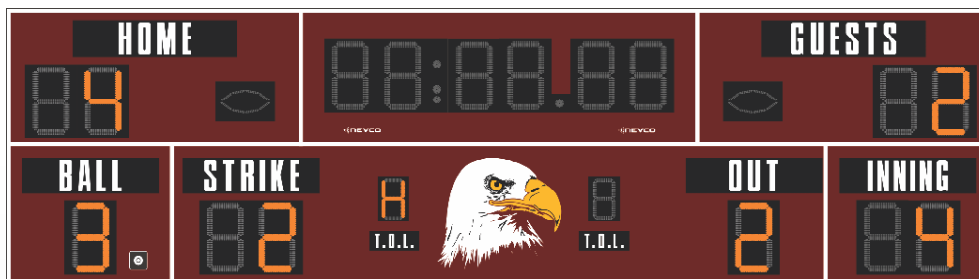 HOME
GUESTS
4
2
NEVCO
NEVCO
BALL
STRIKE
OUT
INNING
3
2
H
2
4
T.O.L.
T.O.L.